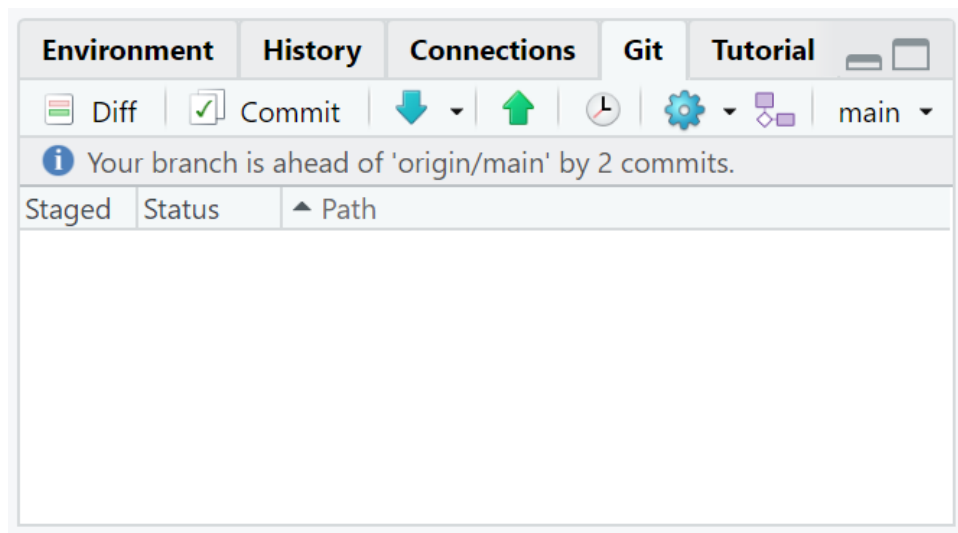 Environment History Connections Git Tutorial
Diff Commit main
Your branch is ahead of 'origin/main' by 2 commits.
Staged Status Path